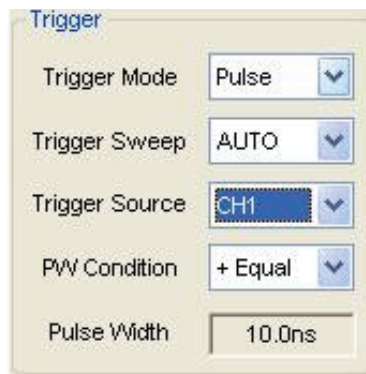 Trigger
Trigger Mode Pulse
Trigger Sweep AUTO
Trigger Source CH1
PW Condition + Equal
Pulse Width 10.0ns